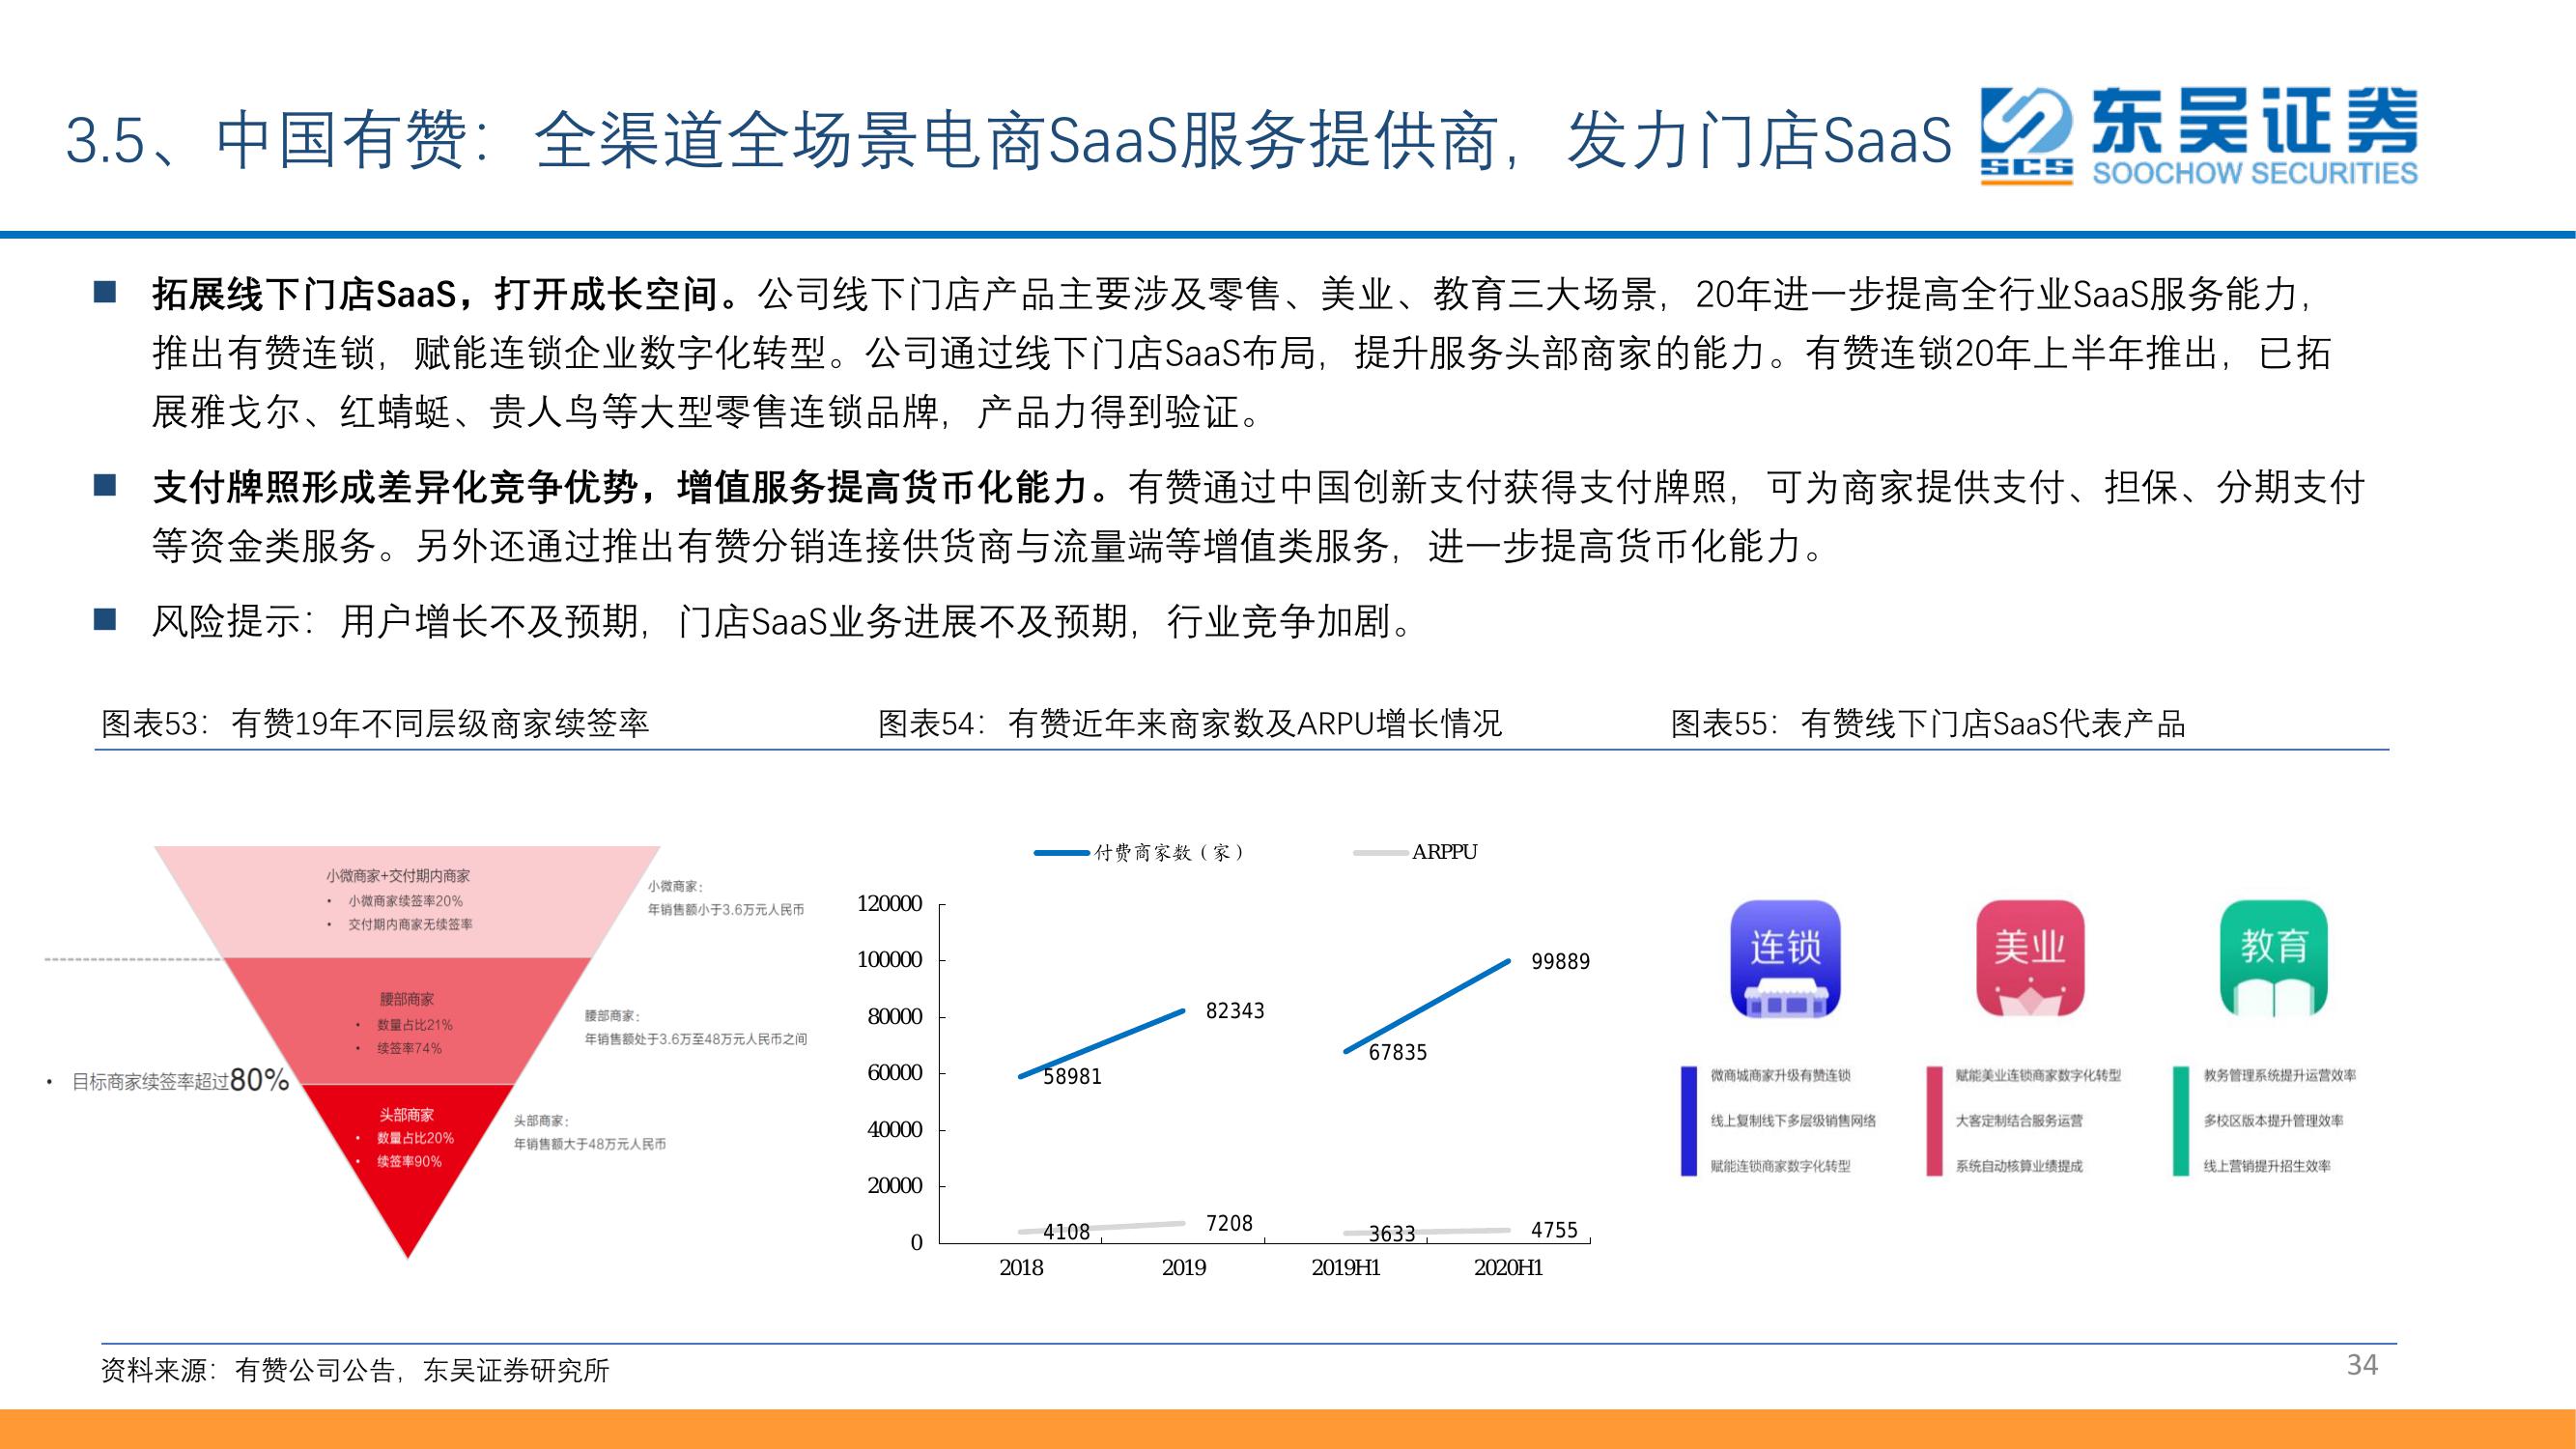 3.5、中国有赞：全渠道全场景电商SaaS服务提供商，发力门店SaaS
SCS
东吴证券
SOOCHOW SECURITIES
拓展线下门店SaaS，打开成长空间。公司线下门店产品主要涉及零售、美业、教育三大场景，20年进一步提高全行业SaaS服务能力，
推出有赞连锁，赋能连锁企业数字化转型。公司通过线下门店SaaS布局，提升服务头部商家的能力。有赞连锁20年上半年推出，已拓
展雅戈尔、红蜻蜓、贵人鸟等大型零售连锁品牌，产品力得到验证。
支付牌照形成差异化竞争优势，增值服务提高货币化能力。有赞通过中国创新支付获得支付牌照，可为商家提供支付、担保、分期支付
等资金类服务。另外还通过推出有赞分销连接供货商与流量端等增值类服务，进一步提高货币化能力。
风险提示：用户增长不及预期，门店SaaS业务进展不及预期，行业竞争加剧。
图表53：有赞19年不同层级商家续签率
图表54：有赞近年来商家数及ARPU增长情况
图表55：有赞线下门店SaaS代表产品
小微商家+交付期内商家
• 小微商家续签率20%
• 交付期内商家无续签率
小微商家：
年销售额小于3.6万元人民币
腰部商家
• 数量占比21%
• 续签率74%
腰部商家：
年销售额处于3.6万至48万元人民币之间
• 目标商家续签率超过80%
头部商家
• 数量占比20%
• 续签率90%
头部商家：
年销售额大于48万元人民币
付费商家数（家）
ARPPU
120000
100000
80000
60000
40000
20000
0
58981
82343
67835
99889
4108
7208
3633
4755
2018
2019
2019H1
2020H1
连锁
微商城商家升级有赞连锁
线上复制线下多层级销售网络
赋能连锁商家数字化转型
美业
赋能美业连锁商家数字化转型
大客定制结合服务运营
系统自动核算业绩提成
教育
教务管理系统提升运营效率
多校区版本提升管理效率
线上营销提升招生效率
资料来源：有赞公司公告，东吴证券研究所
34